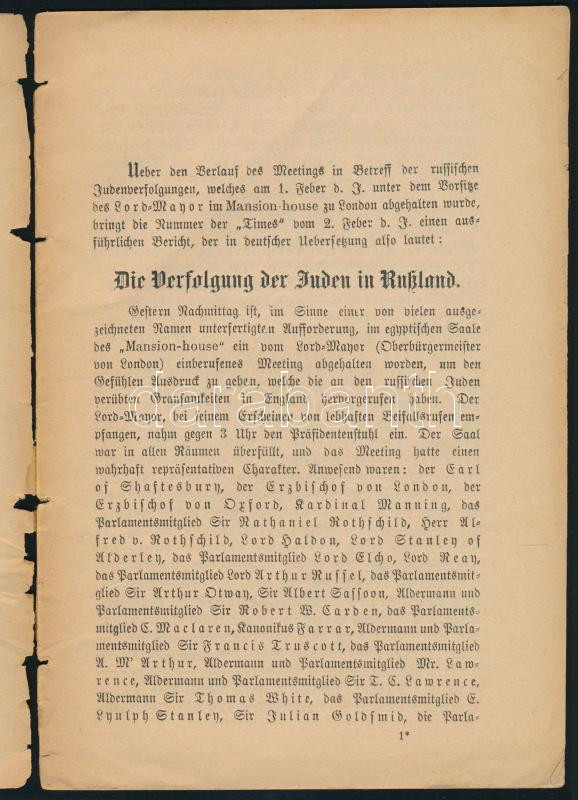 Ueber den Verlauf des Meetings in Betreff der russischen
Judenverfolgungen, welches am 1. Feber d. J. unter dem Vorsitze
des Lord-Mayor im Mansion-house zu London abgehalten wurde,
bringt die Nummer der „Times" vom 2. Feber d. J. einen aus-
führlichen Bericht, der in deutscher Uebersetzung also lautet:
Die Verfolgung der Juden in Rußland.
Gestern Nachmittag ist, im Sinne einer von vielen ausge-
zeichneten Namen unterfertigten Aufforderung, im egyptischen Saale
des „Mansion-house" ein vom Lord-Mayor (Oberbürgermeister
von London) einberufenes Meeting abgehalten worden, um den
Gefühlen Ausdruck zu geben, welche die an den russischen Juden
verübten Grausamkeiten in England hervorgerufen haben. Der
Lord-Mayor, bei seinem Erscheinen von lebhaften Beifallsrufen em-
pfangen, nahm gegen 3 Uhr den Präsidentenstuhl ein. Der Saal
war in allen Räumen überfüllt, und das Meeting hatte einen
wahrhaft repräsentativen Charakter. Anwesend waren: der Earl
of Shaftesbury, der Erzbischof von London, der
Erzbischof von Oxford, Kardinal Manning, das
Parlamentsmitglied Sir Nathaniel Rothschild, Herr Al-
fred v. Rothschild, Lord Haldon, Lord Stanley of
Alderley, das Parlamentsmitglied Lord Elcho, Lord Reay,
das Parlamentsmitglied Lord Arthur Russel, das Parlamentsmit-
glied Sir Arthur Otway, Sir Albert Sassoon, Aldermann und
Parlamentsmitglied Sir Robert W. Carden, das Parlaments-
mitglied C. Maclaren, Kanonikus Farrar, Aldermann und Parla-
mentsmitglied Sir Francis Truscott, das Parlamentsmitglied
A. M' Arthur, Aldermann und Parlamentsmitglied Mr. Law-
rence, Aldermann und Parlamentsmitglied Sir T. C. Lawrence,
Aldermann Sir Thomas White, das Parlamentsmitglied E.
Lyulph Stanley, Sir Julian Goldsmid, die Parla-
1*
darabanth